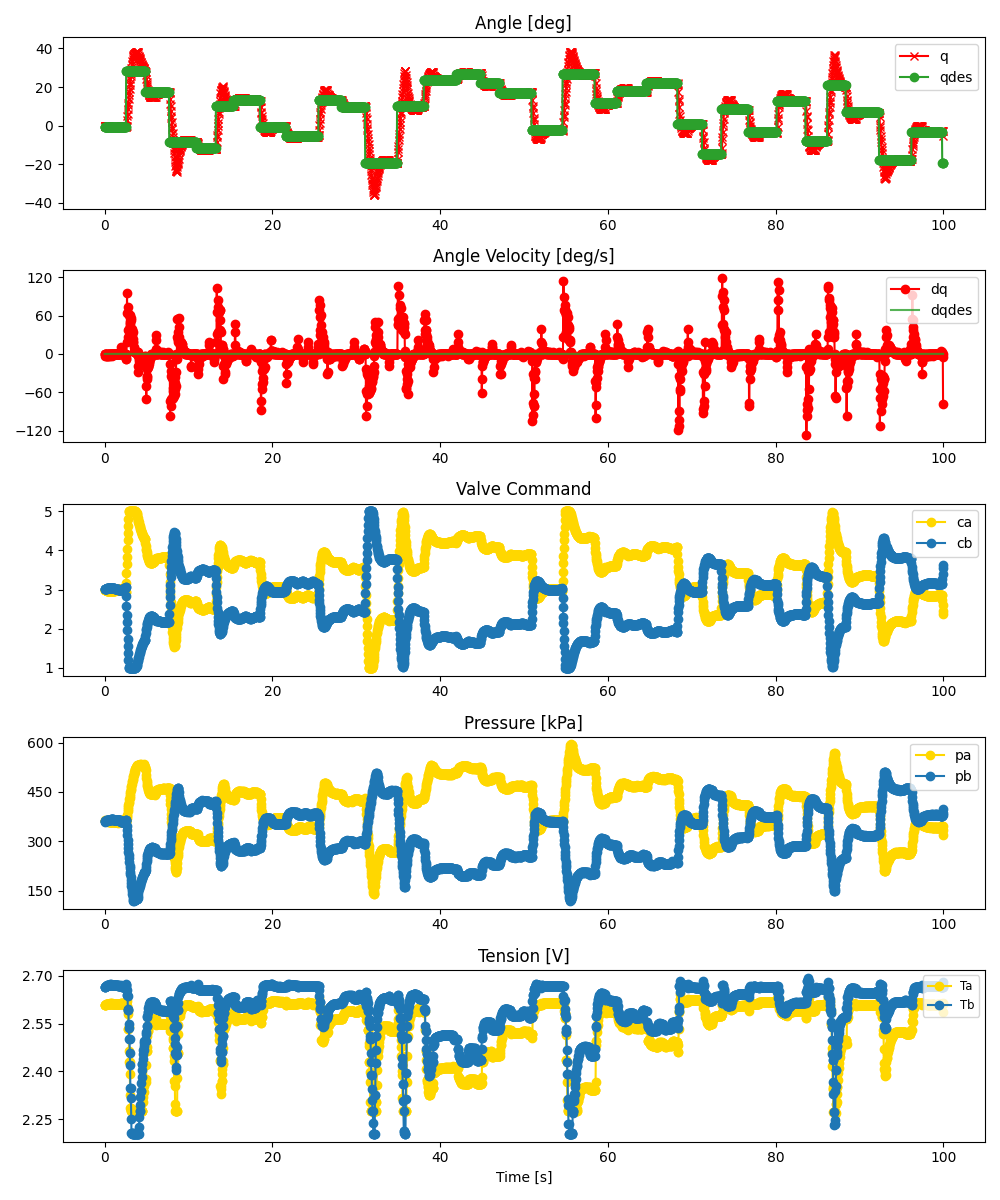 Angle [deg]
40
20
0
−20
−40
q
qdes
0 20 40 60 80 100
Angle Velocity [deg/s]
120
60
0
−60
−120
dq
dqdes
0 20 40 60 80 100
Valve Command
5
4
3
2
1
ca
cb
0 20 40 60 80 100
Pressure [kPa]
600
450
300
150
pa
pb
0 20 40 60 80 100
Tension [V]
2.70
2.55
2.40
2.25
Ta
Tb
0 20 40 60 80 100
Time [s]